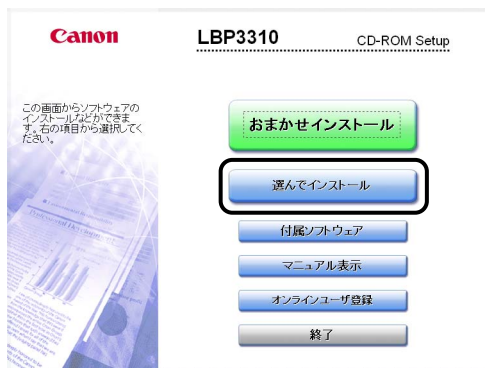 Canon
LBP3310
CD-ROM Setup
この画面からソフトウェアの
インストールなどができま
す。右の項目から選択してく
ださい。
おまかせインストール
選んでインストール
付属ソフトウェア
マニュアル表示
オンラインユーザ登録
終了